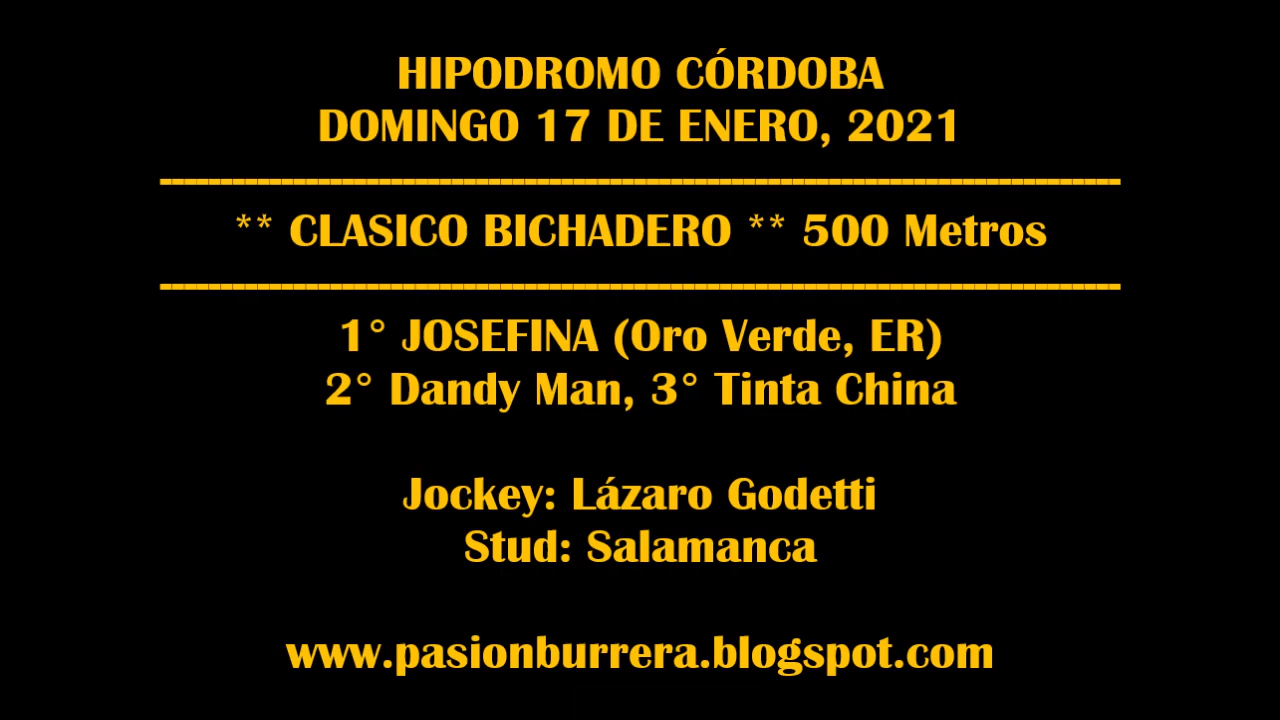 HIPODROMO CÓRDOBA
DOMINGO 17 DE ENERO, 2021
** CLASICO BICHADERO ** 500 Metros
1° JOSEFINA (Oro Verde, ER)
2° Dandy Man, 3° Tinta China
Jockey: Lázaro Godetti
Stud: Salamanca
www.pasionburrera.blogspot.com